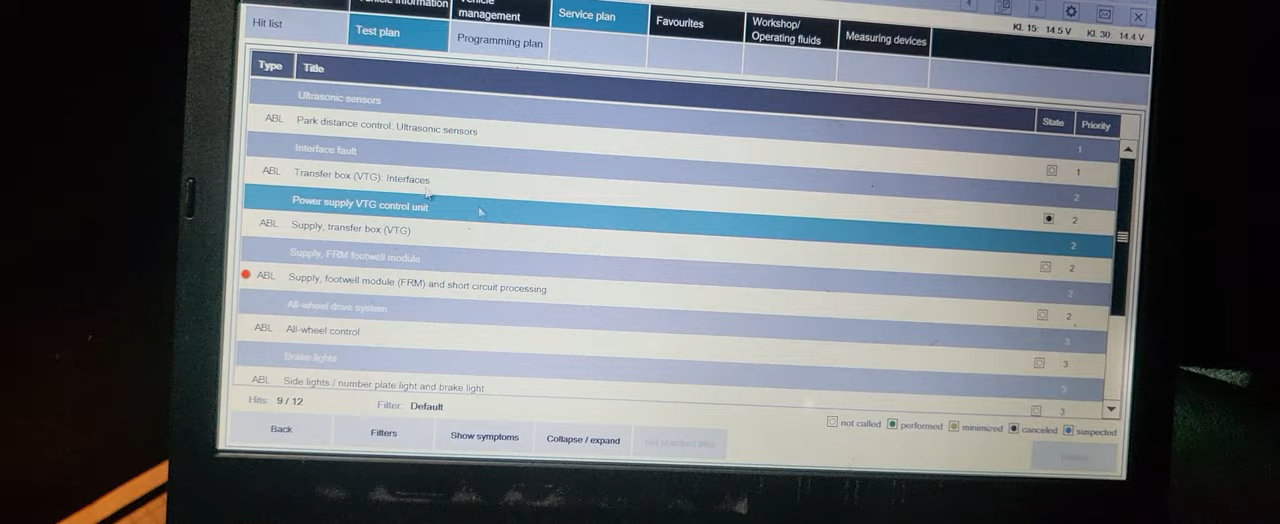 Vehicle information
Vehicle management
Service plan
Favourites
Workshop/ Operating fluids
Measuring devices
KL 15: 14.5 V KL 30: 14.4 V
Hit list
Test plan
Programming plan
Type Title State Priority
Ultrasonic sensors 1
ABL Park distance control: Ultrasonic sensors 1
Interface fault 2
ABL Transfer box (VTG): Interfaces 2
Power supply VTG control unit 2
ABL Supply, transfer box (VTG) 2
Supply, FRM footwell module 2
ABL Supply, footwell module (FRM) and short circuit processing 2
All-wheel drive system 3
ABL All-wheel control 3
Brake lights 3
ABL Side lights / number plate light and brake light 3
Hits: 9 / 12 Filter: Default
not called performed minimized canceled suspected
Back
Filters
Show symptoms
Collapse / expand